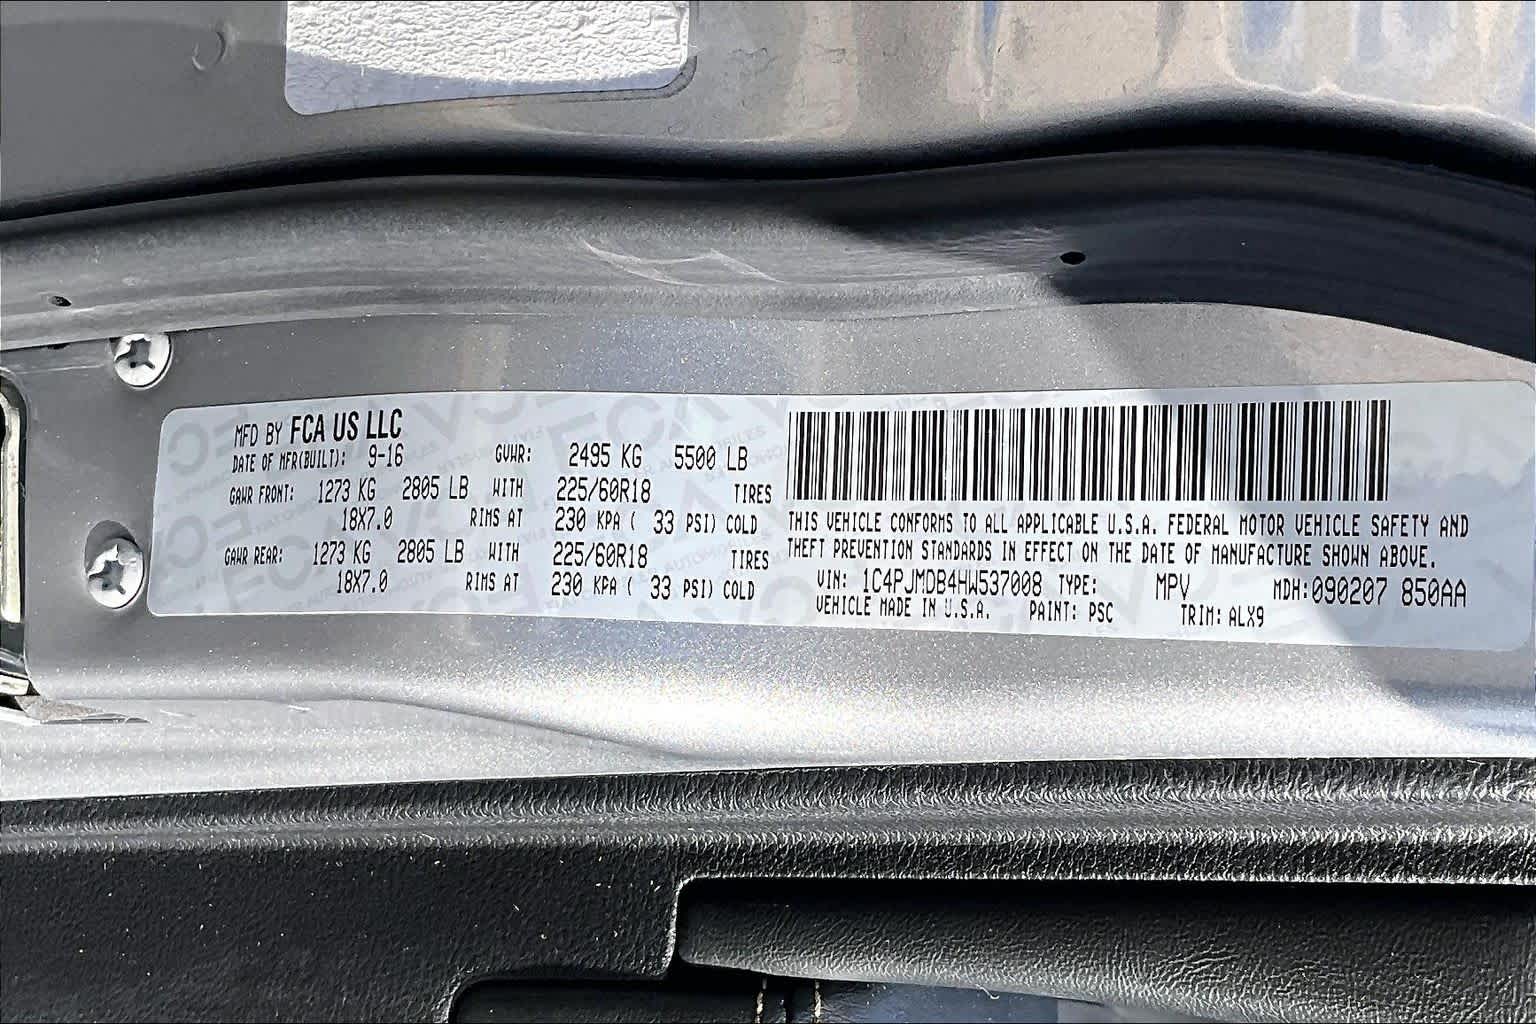 MFD BY FCA US LLC
DATE OF MFR(BUILT): 9-16 GVWR: 2495 KG 5500 LB
GAWR FRONT: 1273 KG 2805 LB WITH 225/60R18 TIRES
18X7.0 RIMS AT 230 KPA ( 33 PSI) COLD
GAWR REAR: 1273 KG 2805 LB WITH 225/60R18 TIRES
18X7.0 RIMS AT 230 KPA ( 33 PSI) COLD
THIS VEHICLE CONFORMS TO ALL APPLICABLE U.S.A. FEDERAL MOTOR VEHICLE SAFETY AND
THEFT PREVENTION STANDARDS IN EFFECT ON THE DATE OF MANUFACTURE SHOWN ABOVE.
VIN: 1C4PJMDB4HW537008 TYPE: MPV MDH:090207 850AA
VEHICLE MADE IN U.S.A. PAINT: PSC TRIM: ALX9